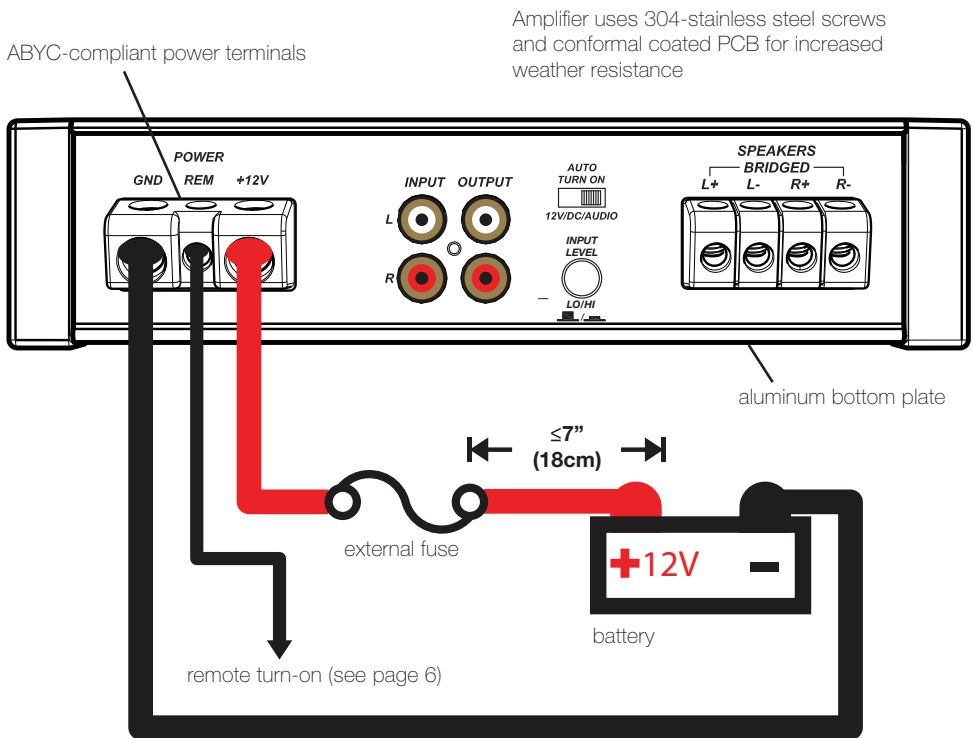 Amplifier uses 304-stainless steel screws
and conformal coated PCB for increased
weather resistance
ABYC-compliant power terminals
POWER
GND REM +12V
INPUT OUTPUT
L
R
AUTO
TURN ON
12V/DC/AUDIO
INPUT
LEVEL
LO/HI
/
SPEAKERS
BRIDGED
L+ L- R+ R-
aluminum bottom plate
≤7”
(18cm)
external fuse
+12V −
battery
remote turn-on (see page 6)